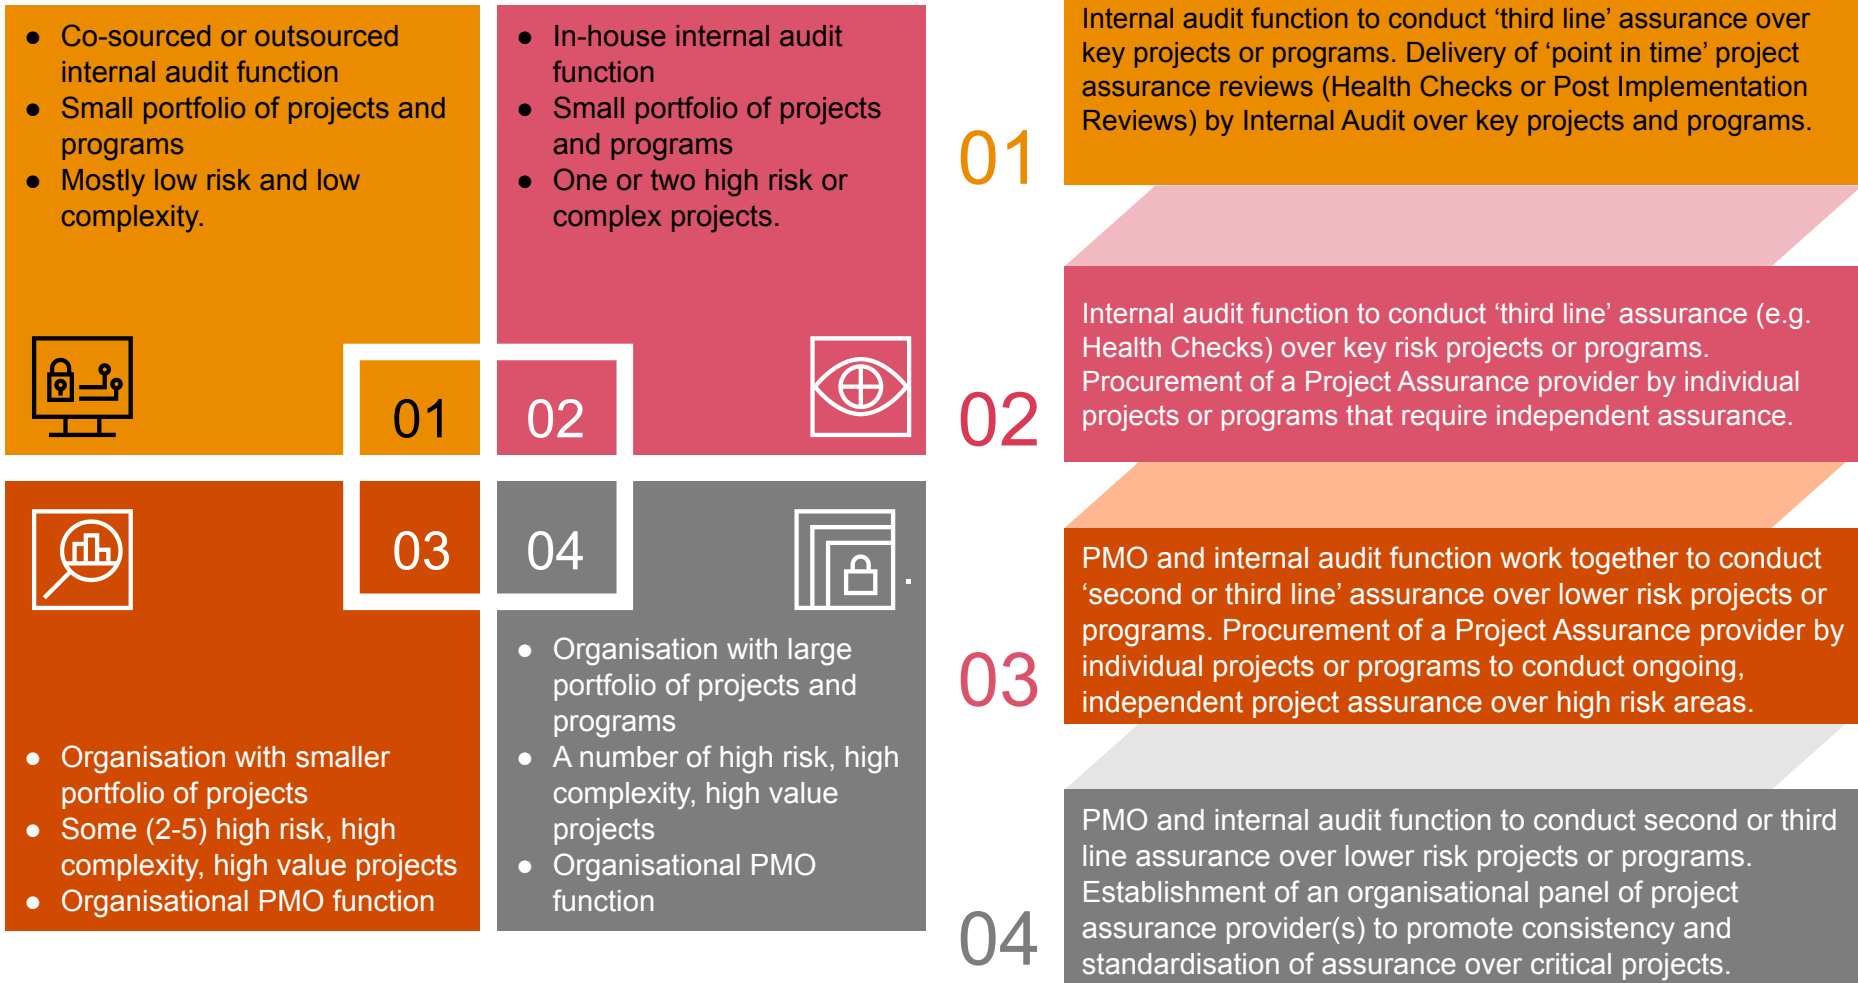 ● Co-sourced or outsourced
internal audit function
● Small portfolio of projects and
programs
● Mostly low risk and low
complexity.
01
● In-house internal audit
function
● Small portfolio of projects
and programs
● One or two high risk or
complex projects.
02
03
● Organisation with smaller
portfolio of projects
● Some (2-5) high risk, high
complexity, high value projects
● Organisational PMO function
04
.
● Organisation with large
portfolio of projects and
programs
● A number of high risk, high
complexity, high value
projects
● Organisational PMO
function
01
Internal audit function to conduct ‘third line’ assurance over
key projects or programs. Delivery of ‘point in time’ project
assurance reviews (Health Checks or Post Implementation
Reviews) by Internal Audit over key projects and programs.
02
Internal audit function to conduct ‘third line’ assurance (e.g.
Health Checks) over key risk projects or programs.
Procurement of a Project Assurance provider by individual
projects or programs that require independent assurance.
03
PMO and internal audit function work together to conduct
‘second or third line’ assurance over lower risk projects or
programs. Procurement of a Project Assurance provider by
individual projects or programs to conduct ongoing,
independent project assurance over high risk areas.
04
PMO and internal audit function to conduct second or third
line assurance over lower risk projects or programs.
Establishment of an organisational panel of project
assurance provider(s) to promote consistency and
standardisation of assurance over critical projects.